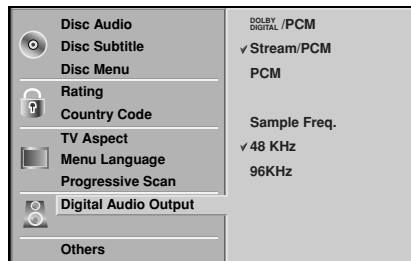 Disc Audio
Disc Subtitle
Disc Menu
Rating
Country Code
TV Aspect
Menu Language
Progressive Scan
Digital Audio Output
Others
DOLBY DIGITAL /PCM
Stream/PCM
PCM
Sample Freq.
48 KHz
96KHz